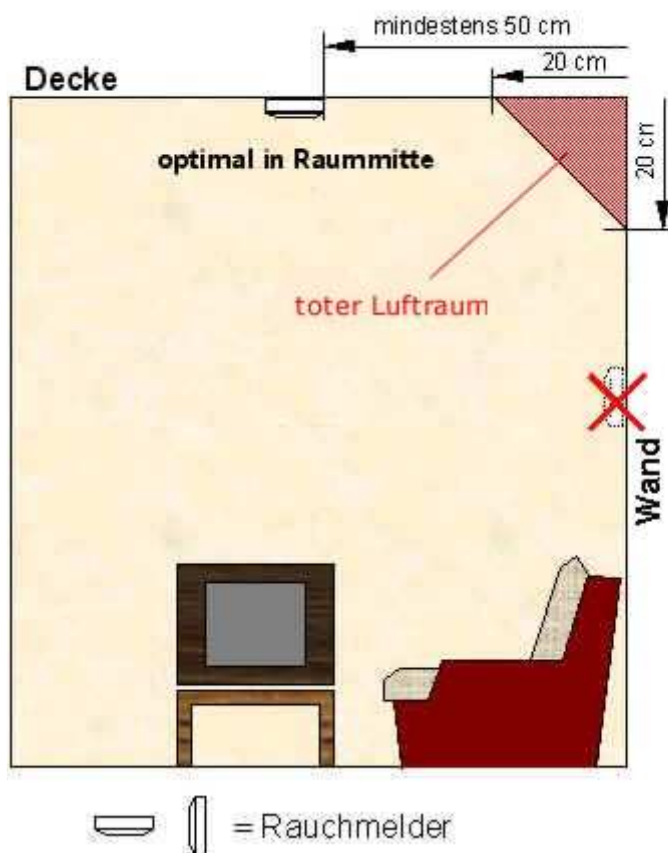 mindestens 50 cm
20 cm
Decke
optimal in Raummitte
20 cm
toter Luftraum
Wand
= Rauchmelder